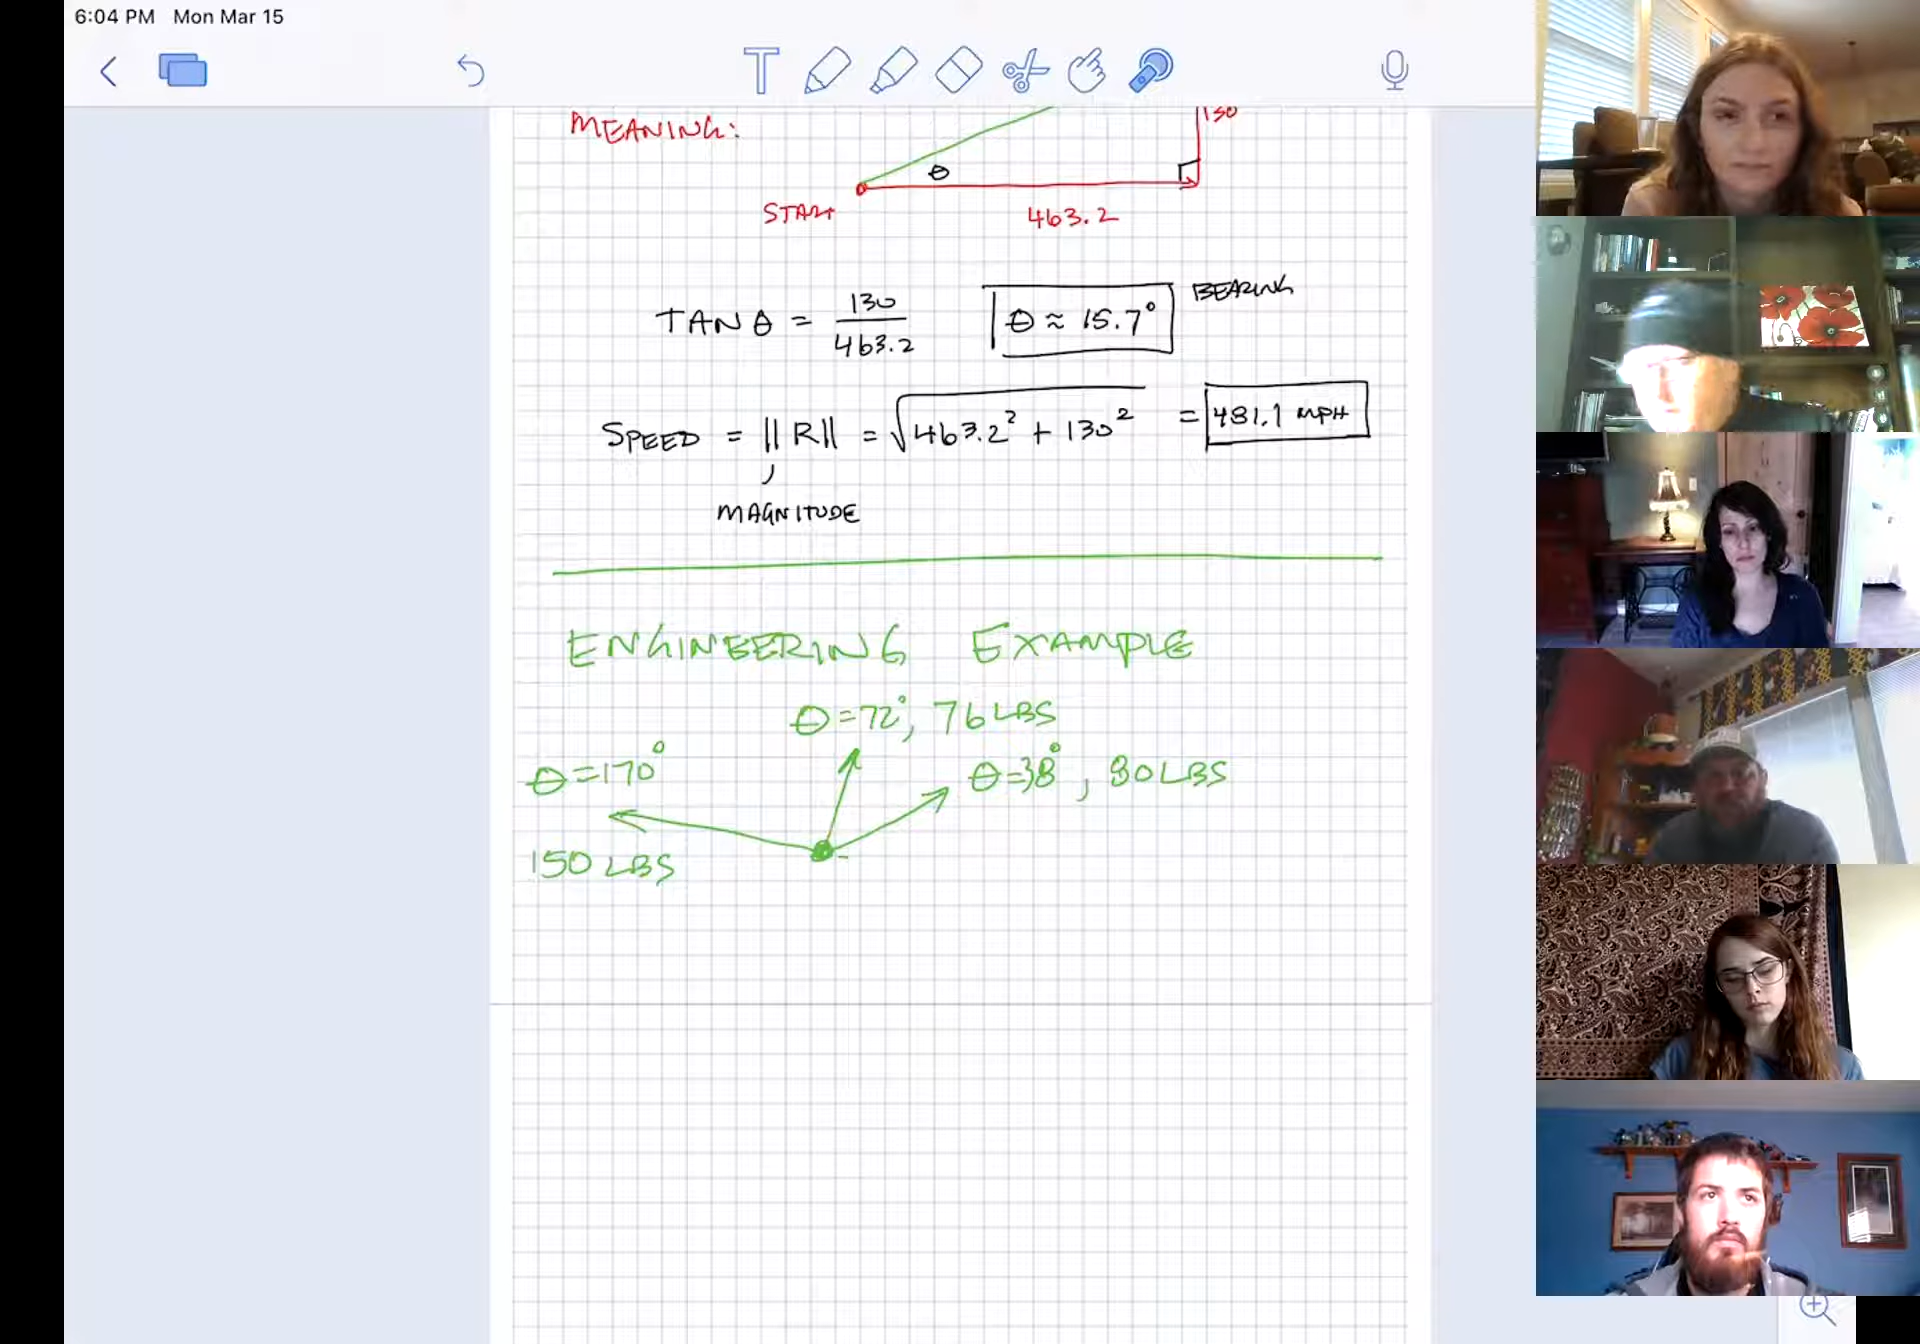 6:04 PM Mon Mar 15
T
MEANING:
130
θ
START
463.2
TAN θ = 130 / 463.2
θ ≈ 15.7°
BEARING
SPEED = ||R|| = √463.2² + 130² = 481.1 MPH
MAGNITUDE
ENGINEERING EXAMPLE
θ = 72°, 76 LBS
θ = 170°
θ = 38°, 80 LBS
150 LBS